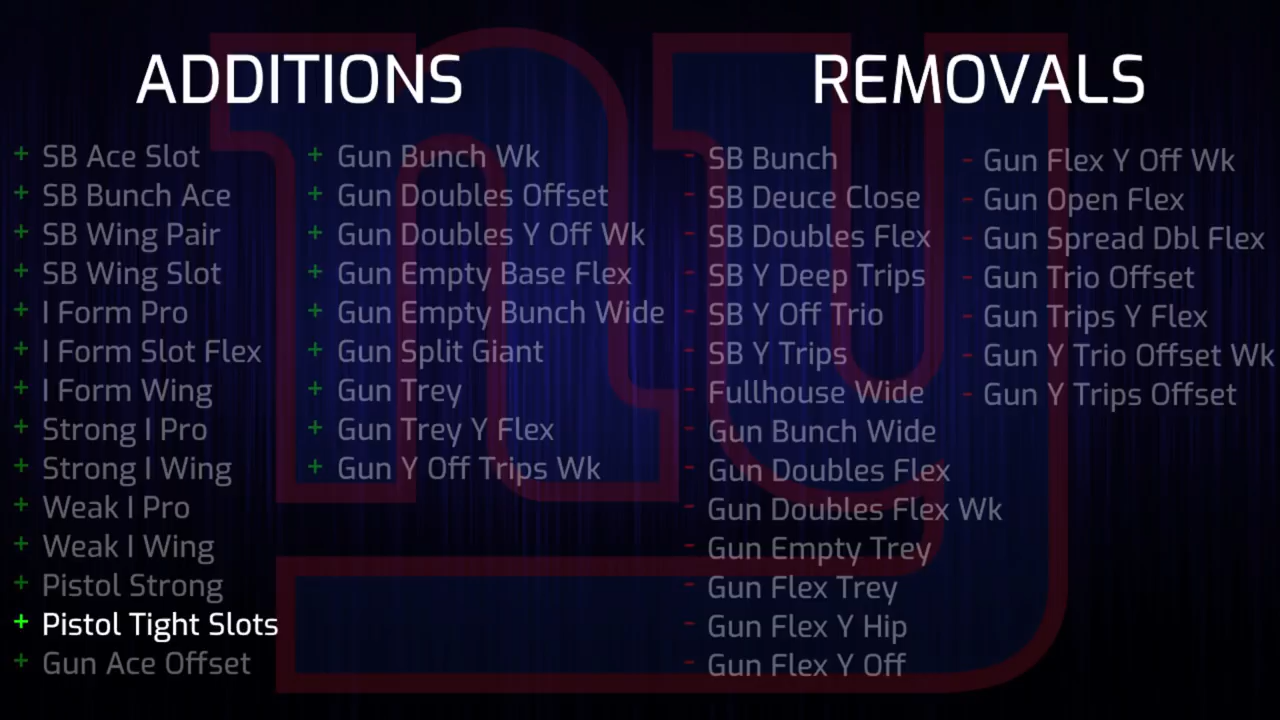 ADDITIONS
+ SB Ace Slot
+ SB Bunch Ace
+ SB Wing Pair
+ SB Wing Slot
+ I Form Pro
+ I Form Slot Flex
+ I Form Wing
+ Strong I Pro
+ Strong I Wing
+ Weak I Pro
+ Weak I Wing
+ Pistol Strong
+ Pistol Tight Slots
+ Gun Ace Offset
+ Gun Bunch Wk
+ Gun Doubles Offset
+ Gun Doubles Y Off Wk
+ Gun Empty Base Flex
+ Gun Empty Bunch Wide
+ Gun Split Giant
+ Gun Trey
+ Gun Trey Y Flex
+ Gun Y Off Trips Wk
REMOVALS
- SB Bunch
- SB Deuce Close
- SB Doubles Flex
- SB Y Deep Trips
- SB Y Off Trio
- SB Y Trips
- Fullhouse Wide
- Gun Bunch Wide
- Gun Doubles Flex
- Gun Doubles Flex Wk
- Gun Empty Trey
- Gun Flex Trey
- Gun Flex Y Hip
- Gun Flex Y Off
- Gun Flex Y Off Wk
- Gun Open Flex
- Gun Spread Dbl Flex
- Gun Trio Offset
- Gun Trips Y Flex
- Gun Y Trio Offset Wk
- Gun Y Trips Offset
ny